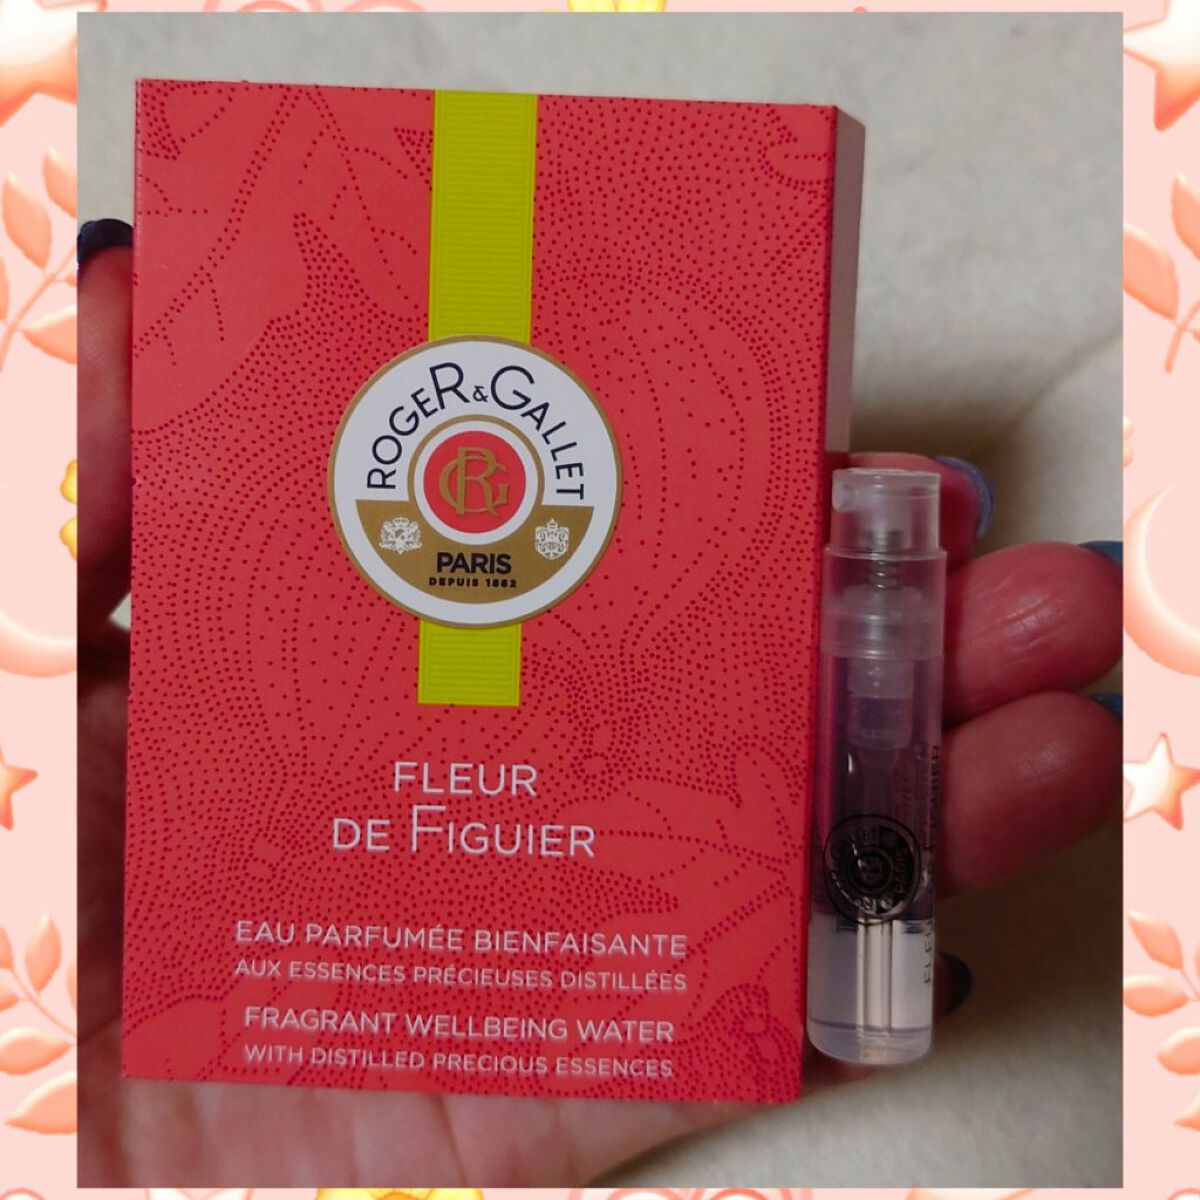 ROGER & GALLET
RG
PARIS
DEPUIS 1862
FLEUR
DE FIGUIER
EAU PARFUMÉE BIENFAISANTE
AUX ESSENCES PRÉCIEUSES DISTILLÉES
FRAGRANT WELLBEING WATER
WITH DISTILLED PRECIOUS ESSENCES